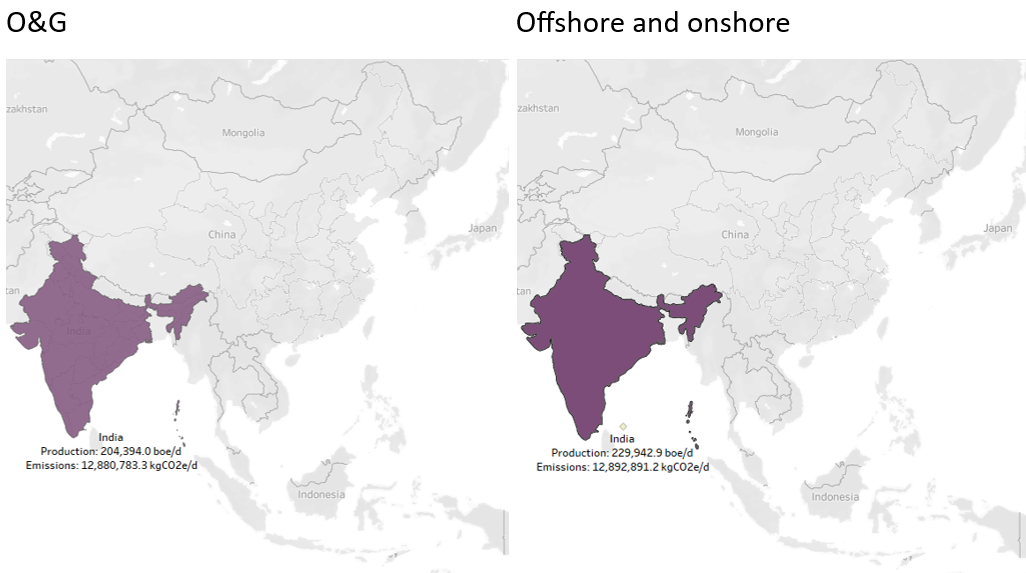 O&G
Offshore and onshore
zakhstan
Mongolia
China
Japan
tan
India
India
Production: 204,394.0 boe/d
Emissions: 12,880,783.3 kgCO2e/d
Indonesia
zakhstan
Mongolia
China
Japan
tan
India
Production: 229,942.9 boe/d
Emissions: 12,892,891.2 kgCO2e/d
Indonesia